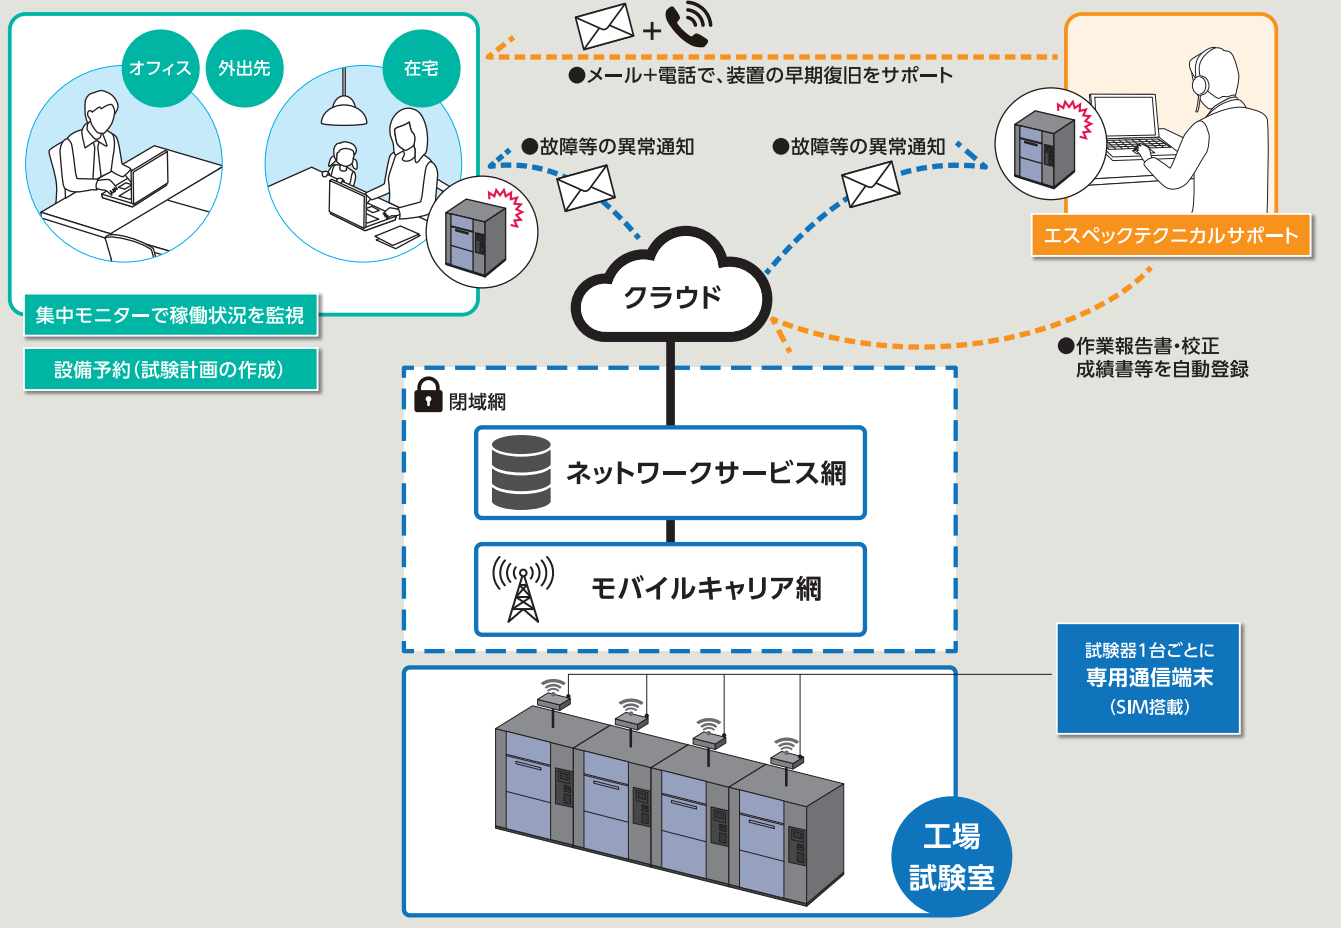 オフィス
外出先
在宅
+
●メール+電話で、装置の早期復旧をサポート
●故障等の異常通知
●故障等の異常通知
エスペックテクニカルサポート
集中モニターで稼働状況を監視
設備予約(試験計画の作成)
クラウド
●作業報告書・校正
成績書等を自動登録
閉域網
ネットワークサービス網
モバイルキャリア網
試験器1台ごとに
専用通信端末
(SIM搭載)
工場
試験室